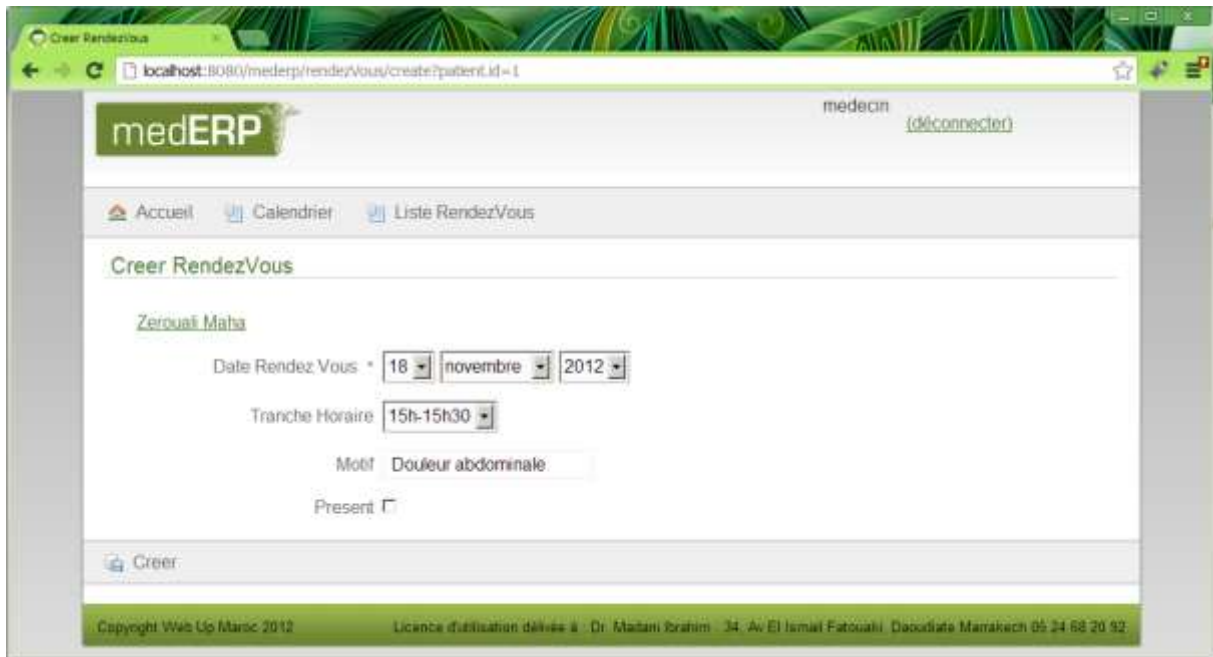 Creer RendezVous
localhost:8080/mederp/rendezVous/create?patient.id=1
medERP
medecin
(déconnecter)
Accueil Calendrier Liste RendezVous
Creer RendezVous
Zerouali Maha
Date Rendez Vous * 18 novembre 2012
Tranche Horaire 15h-15h30
Motif Douleur abdominale
Present
Creer
Copyright Web Up Maroc 2012 Licence d'utilisation délivée à : Dr. Madani Ibrahim : 34, Av El Ismail Fatouaki, Daoudiate Marrakech 05 24 68 20 92